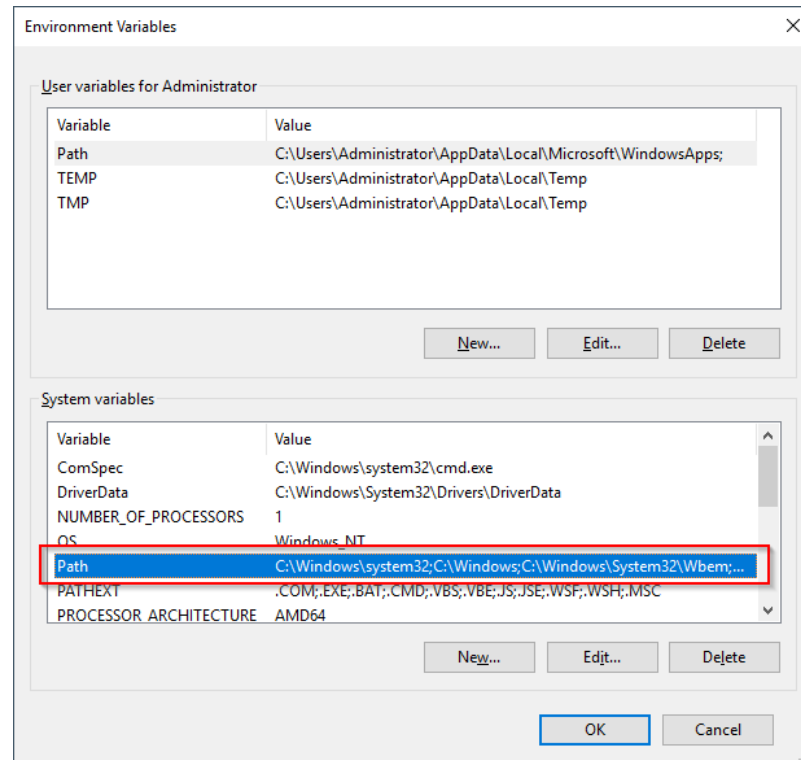 Environment Variables
User variables for Administrator
Variable Value
Path C:\Users\Administrator\AppData\Local\Microsoft\WindowsApps;
TEMP C:\Users\Administrator\AppData\Local\Temp
TMP C:\Users\Administrator\AppData\Local\Temp
New... Edit... Delete
System variables
Variable Value
ComSpec C:\Windows\system32\cmd.exe
DriverData C:\Windows\System32\Drivers\DriverData
NUMBER_OF_PROCESSORS 1
OS Windows_NT
Path C:\Windows\system32;C:\Windows;C:\Windows\System32\Wbem;...
PATHEXT .COM;.EXE;.BAT;.CMD;.VBS;.VBE;.JS;.JSE;.WSF;.WSH;.MSC
PROCESSOR_ARCHITECTURE AMD64
New... Edit... Delete
OK Cancel